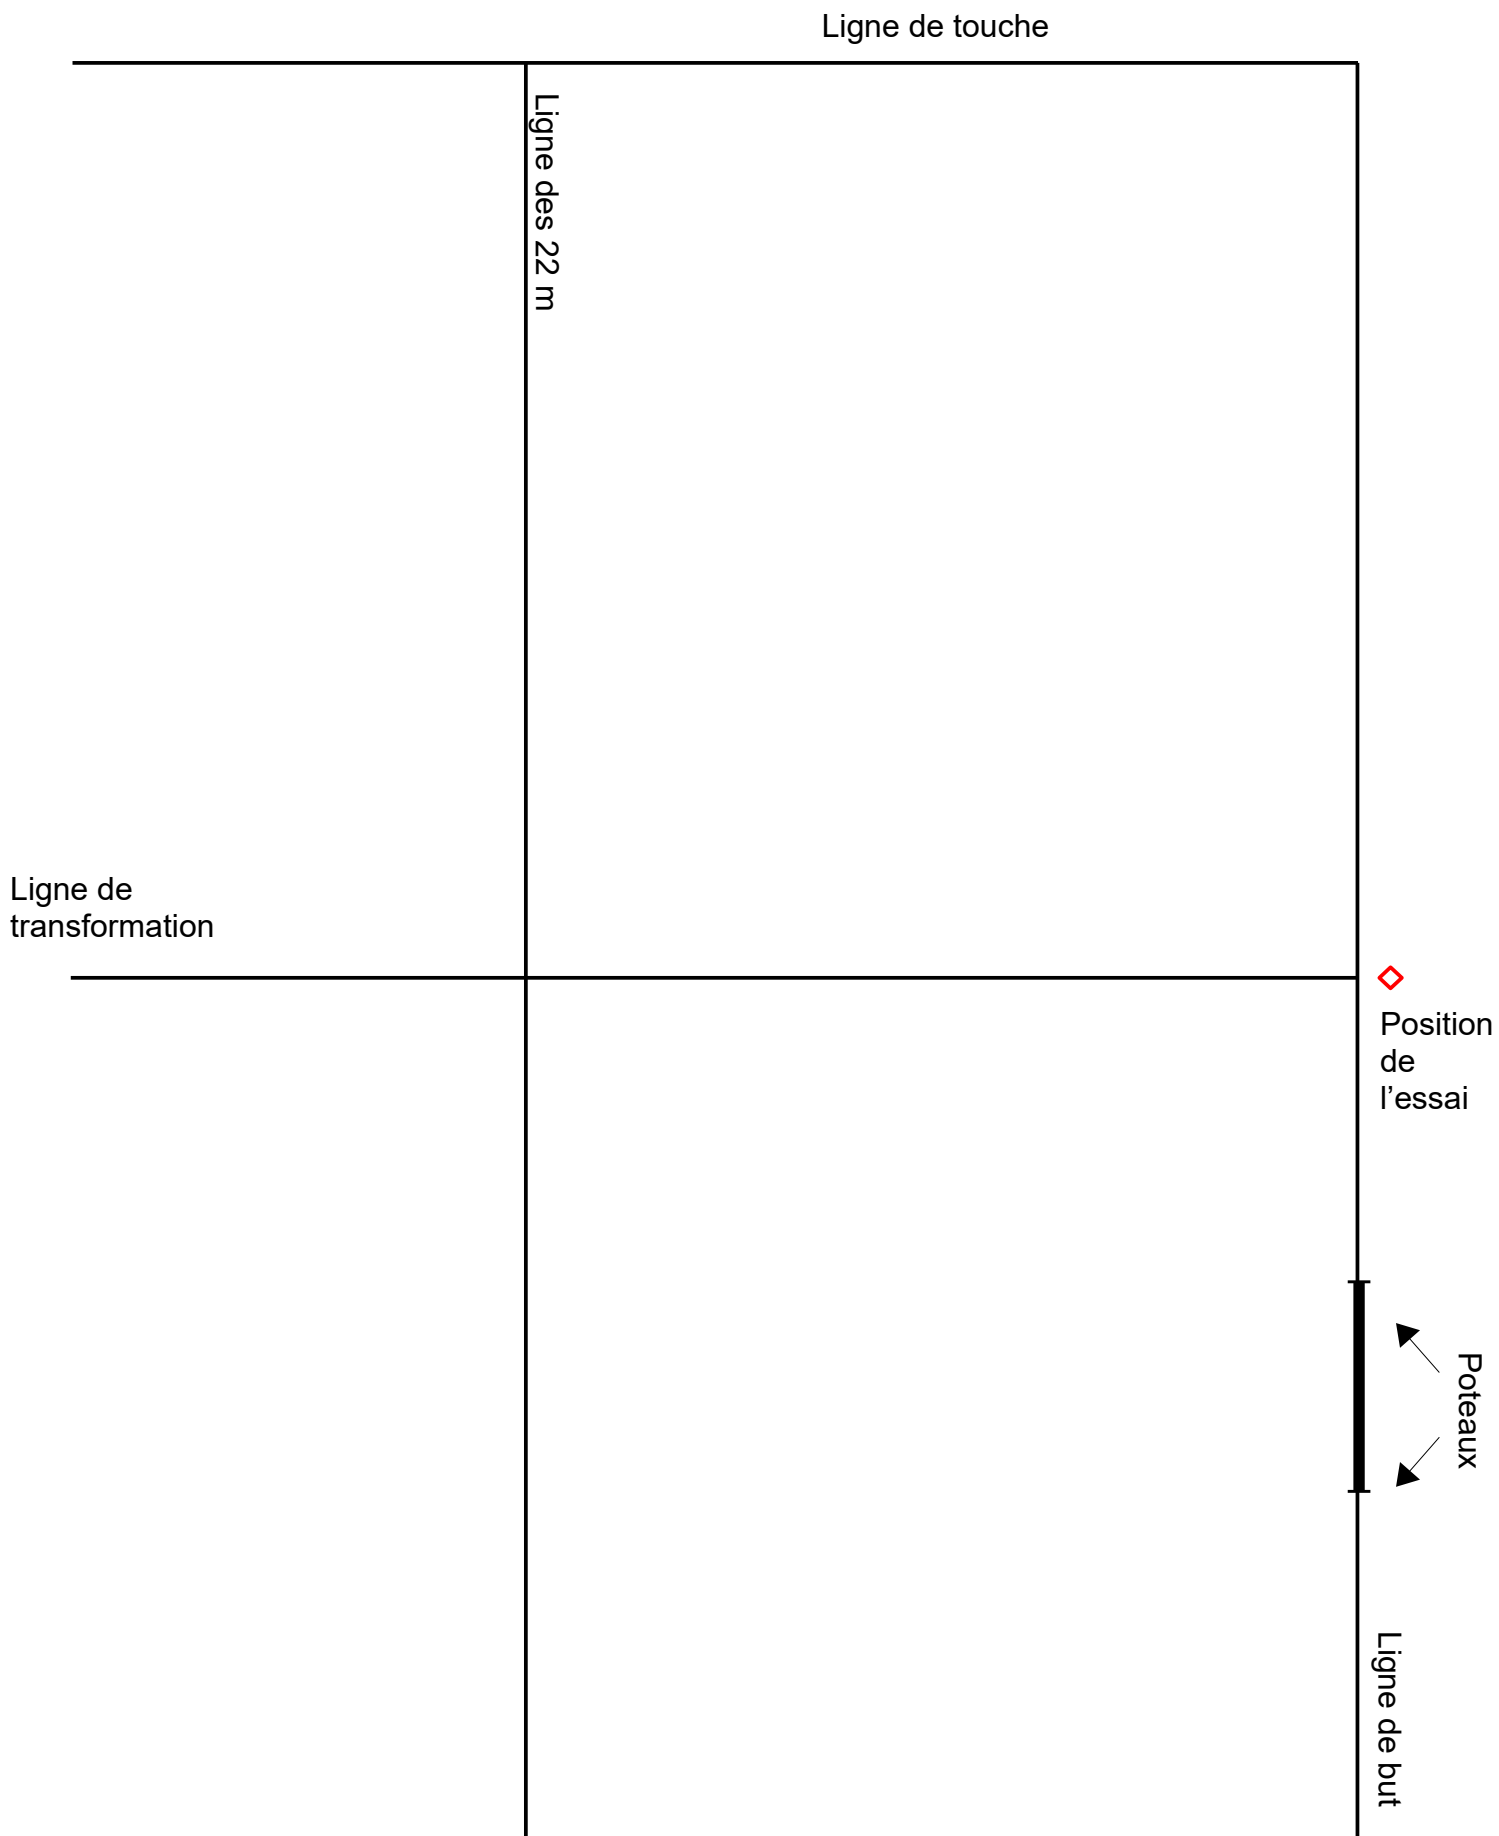 Ligne de touche
Ligne des 22 m
Ligne de
transformation
Position
de
l’essai
Poteaux
Ligne de but